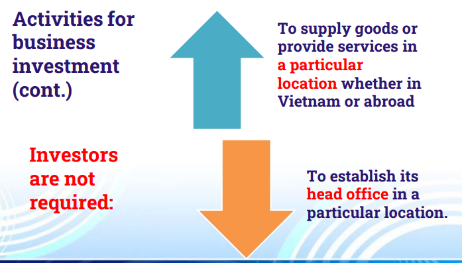 Activities for
business
investment
(cont.)
To supply goods or
provide services in
a particular
location whether in
Vietnam or abroad
Investors
are not
required:
To establish its
head office in a
particular location.